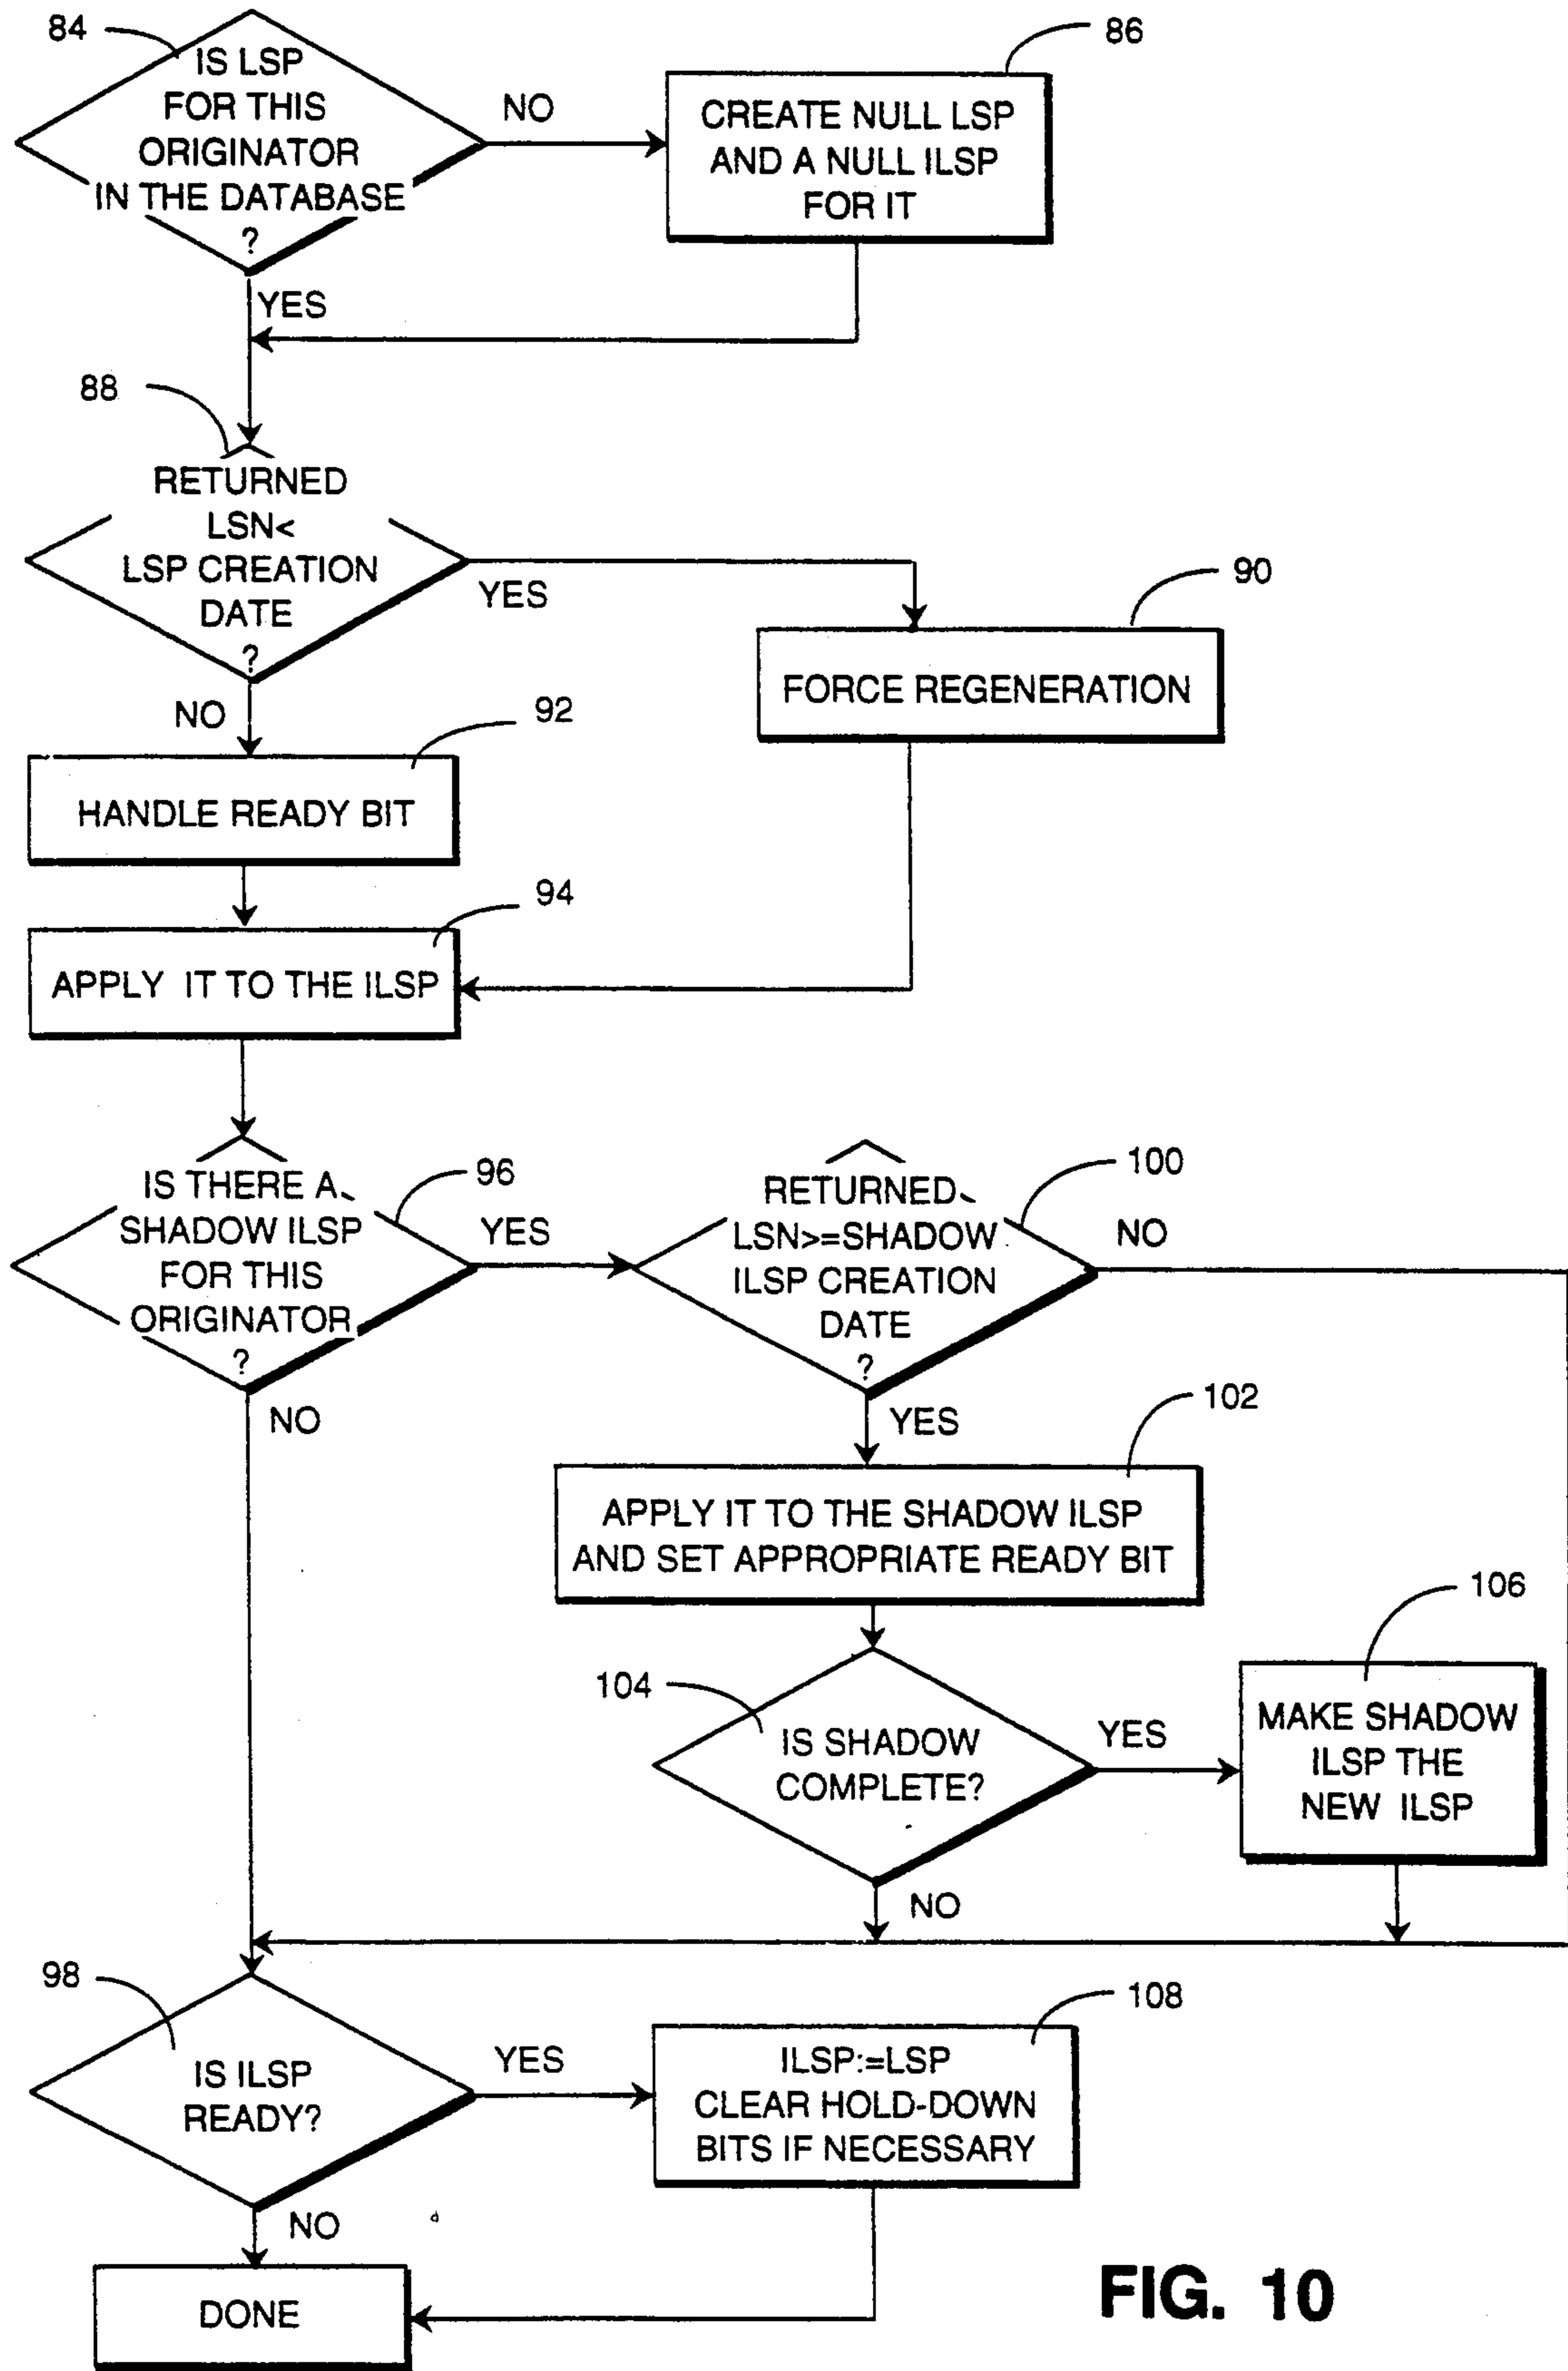 84
IS LSP
FOR THIS
ORIGINATOR
IN THE DATABASE
?
NO
86
CREATE NULL LSP
AND A NULL ILSP
FOR IT
YES
88
RETURNED
LSN<
LSP CREATION
DATE
?
YES
90
FORCE REGENERATION
NO
92
HANDLE READY BIT
94
APPLY IT TO THE ILSP
96
IS THERE A
SHADOW ILSP
FOR THIS
ORIGINATOR
?
YES
100
RETURNED
LSN>=SHADOW
ILSP CREATION
DATE
?
NO
NO
YES
102
APPLY IT TO THE SHADOW ILSP
AND SET APPROPRIATE READY BIT
104
IS SHADOW
COMPLETE?
YES
106
MAKE SHADOW
ILSP THE
NEW ILSP
NO
98
IS ILSP
READY?
YES
108
ILSP:=LSP
CLEAR HOLD-DOWN
BITS IF NECESSARY
NO
DONE
FIG. 10